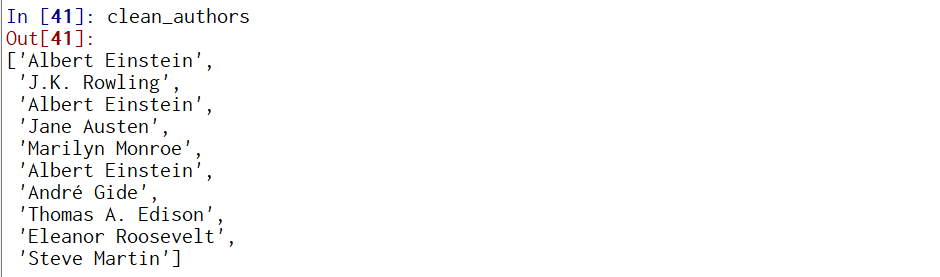 In [41]: clean_authors
Out[41]:
['Albert Einstein',
 'J.K. Rowling',
 'Albert Einstein',
 'Jane Austen',
 'Marilyn Monroe',
 'Albert Einstein',
 'André Gide',
 'Thomas A. Edison',
 'Eleanor Roosevelt',
 'Steve Martin']